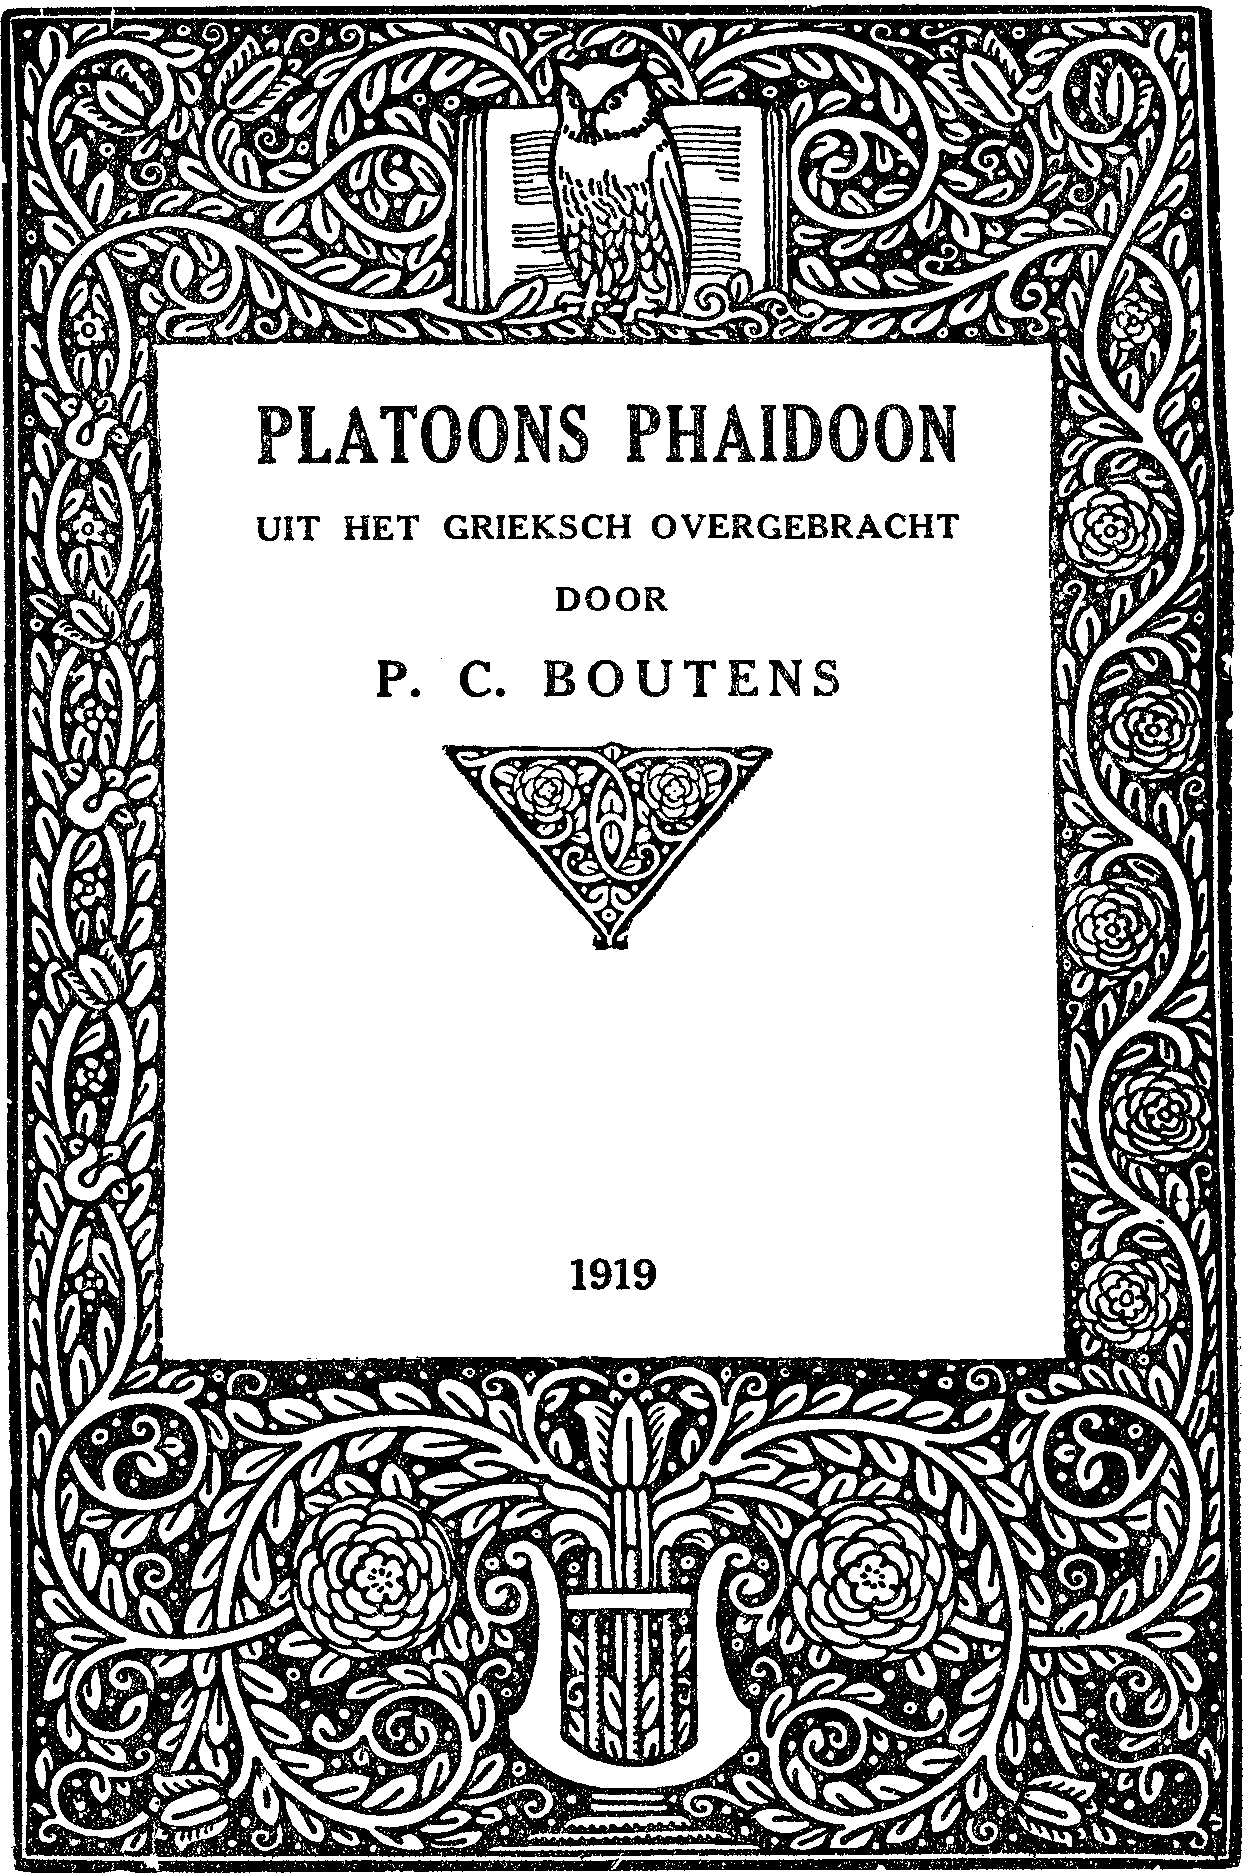 PLATOONS PHAIDOON
UIT HET GRIEKSCH OVERGEBRACHT
DOOR
P. C. BOUTENS
1919